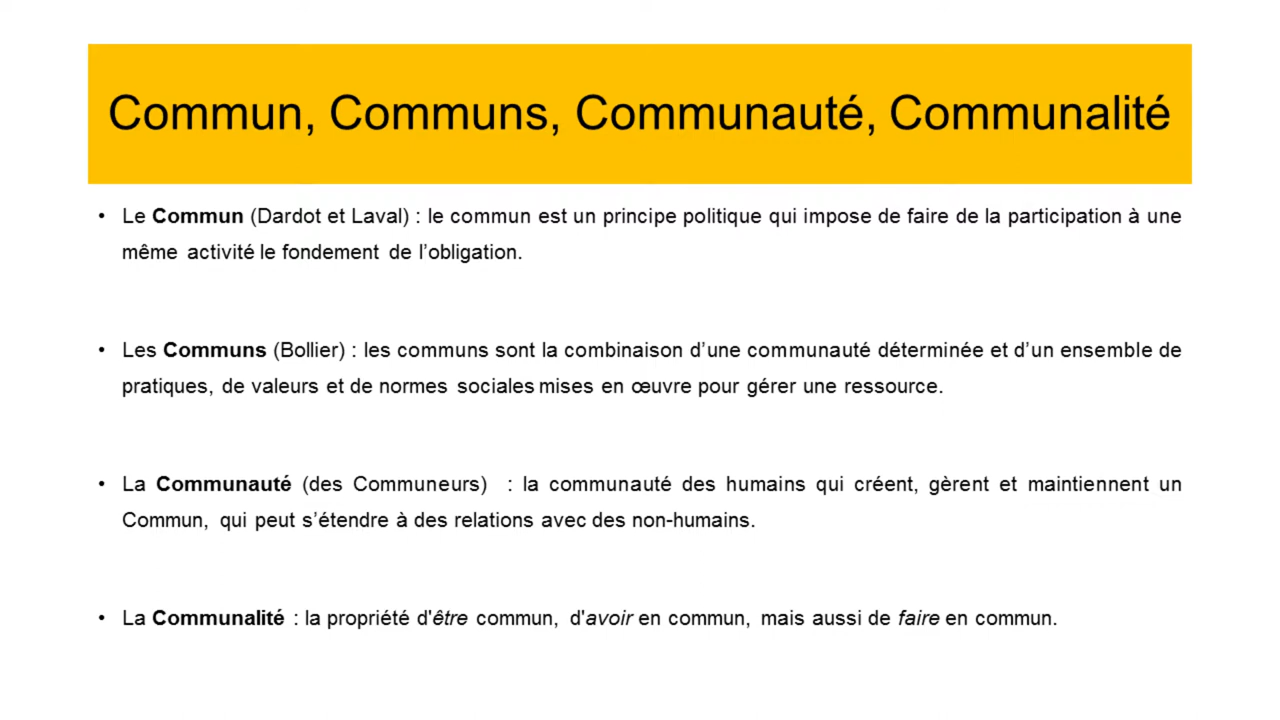 Commun, Communs, Communauté, Communalité
• Le Commun (Dardot et Laval) : le commun est un principe politique qui impose de faire de la participation à une
même activité le fondement de l’obligation.
• Les Communs (Bollier) : les communs sont la combinaison d’une communauté déterminée et d’un ensemble de
pratiques, de valeurs et de normes sociales mises en œuvre pour gérer une ressource.
• La Communauté (des Communeurs) : la communauté des humains qui créent, gèrent et maintiennent un
Commun, qui peut s’étendre à des relations avec des non-humains.
• La Communalité : la propriété d'être commun, d'avoir en commun, mais aussi de faire en commun.